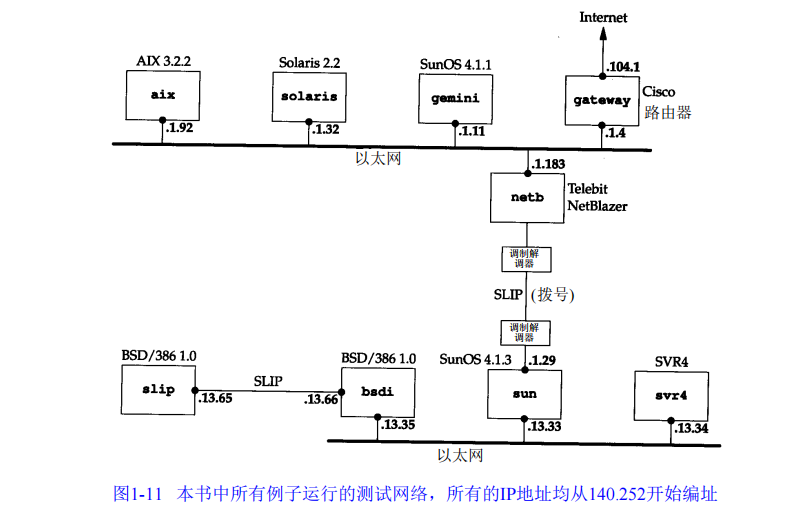 Internet
AIX 3.2.2
Solaris 2.2
SunOS 4.1.1
.104.1
aix
solaris
gemini
gateway
Cisco
路由器
.1.92
.1.32
.1.11
.1.4
以太网
.1.183
netb
Telebit
NetBlazer
调制解
调器
SLIP (拨号)
调制解
调器
BSD/386 1.0
BSD/386 1.0
SunOS 4.1.3
.1.29
SVR4
slip
SLIP
bsdi
sun
svr4
.13.65
.13.66
.13.35
.13.33
.13.34
以太网
图1-11 本书中所有例子运行的测试网络，所有的IP地址均从140.252开始编址